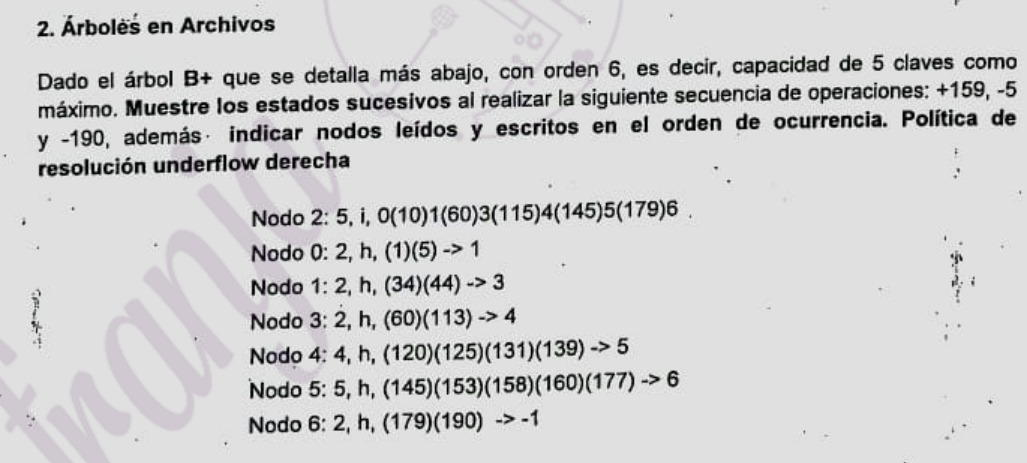 2. Árboles en Archivos
Dado el árbol B+ que se detalla más abajo, con orden 6, es decir, capacidad de 5 claves como
máximo. Muestre los estados sucesivos al realizar la siguiente secuencia de operaciones: +159, -5
y -190, además indicar nodos leídos y escritos en el orden de ocurrencia. Política de
resolución underflow derecha
Nodo 2: 5, i, 0(10)1(60)3(115)4(145)5(179)6
Nodo 0: 2, h, (1)(5) -> 1
Nodo 1: 2, h, (34)(44) -> 3
Nodo 3: 2, h, (60)(113) -> 4
Nodo 4: 4, h, (120)(125)(131)(139) -> 5
Nodo 5: 5, h, (145)(153)(158)(160)(177) -> 6
Nodo 6: 2, h, (179)(190) -> -1